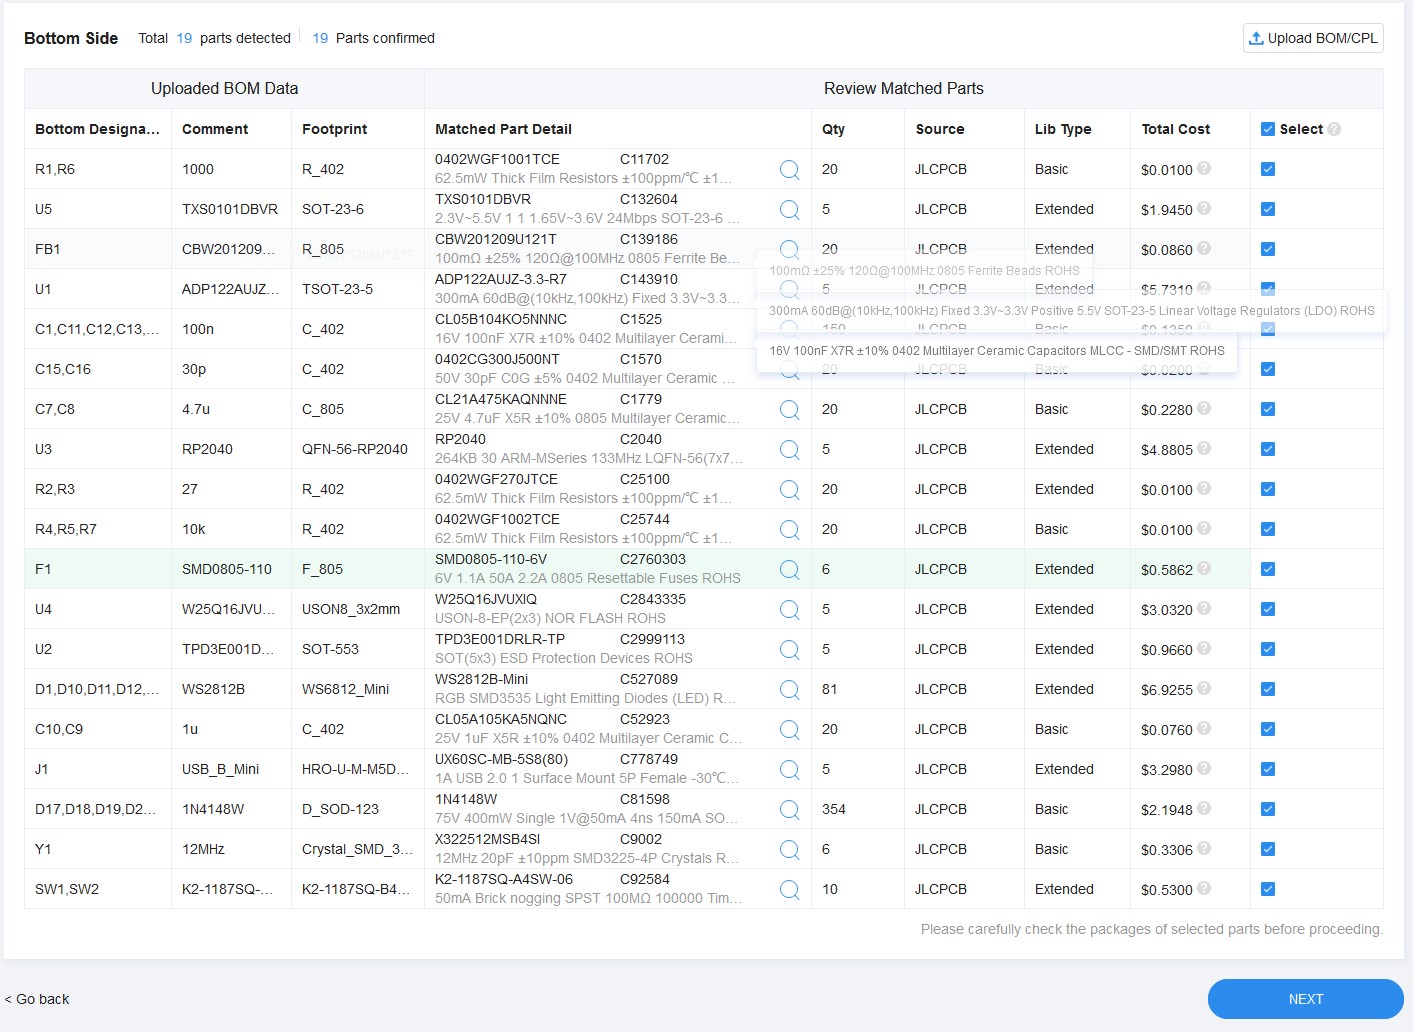 Bottom Side Total 19 parts detected 19 Parts confirmed Upload BOM/CPL
Uploaded BOM Data Review Matched Parts
Bottom Designa... Comment Footprint Matched Part Detail Qty Source Lib Type Total Cost Select
R1,R6 1000 R_402 0402WGF1001TCE C11702 20 JLCPCB Basic $0.0100
62.5mW Thick Film Resistors ±100ppm/℃ ±1...
U5 TXS0101DBVR SOT-23-6 TXS0101DBVR C132604 5 JLCPCB Extended $1.9450
2.3V~5.5V 1 1 1.65V~3.6V 24Mbps SOT-23-6 ...
FB1 CBW201209... R_805 CBW201209U121T C139186 20 JLCPCB Extended $0.0860
100mΩ ±25% 120Ω@100MHz 0805 Ferrite Be...
100mΩ ±25% 120Ω@100MHz 0805 Ferrite Beads ROHS
U1 ADP122AUJZ... TSOT-23-5 ADP122AUJZ-3.3-R7 C143910 5 JLCPCB Extended $5.7310
300mA 60dB@(10kHz,100kHz) Fixed 3.3V~3.3...
300mA 60dB@(10kHz,100kHz) Fixed 3.3V~3.3V Positive 5.5V SOT-23-5 Linear Voltage Regulators (LDO) ROHS
C1,C11,C12,C13,... 100n C_402 CL05B104KO5NNNC C1525 150 JLCPCB Basic $0.1350
16V 100nF X7R ±10% 0402 Multilayer Cerami...
16V 100nF X7R ±10% 0402 Multilayer Ceramic Capacitors MLCC - SMD/SMT ROHS
C15,C16 30p C_402 0402CG300J500NT C1570 20 JLCPCB Basic $0.0200
50V 30pF C0G ±5% 0402 Multilayer Ceramic ...
C7,C8 4.7u C_805 CL21A475KAQNNNE C1779 20 JLCPCB Basic $0.2280
25V 4.7uF X5R ±10% 0805 Multilayer Ceramic...
U3 RP2040 QFN-56-RP2040 RP2040 C2040 5 JLCPCB Extended $4.8805
264KB 30 ARM-MSeries 133MHz LQFN-56(7x7...
R2,R3 27 R_402 0402WGF270JTCE C25100 20 JLCPCB Extended $0.0100
62.5mW Thick Film Resistors ±100ppm/℃ ±1...
R4,R5,R7 10k R_402 0402WGF1002TCE C25744 20 JLCPCB Basic $0.0100
62.5mW Thick Film Resistors ±100ppm/℃ ±1...
F1 SMD0805-110 F_805 SMD0805-110-6V C2760303 6 JLCPCB Extended $0.5862
6V 1.1A 50A 2.2A 0805 Resettable Fuses ROHS
U4 W25Q16JVU... USON8_3x2mm W25Q16JVUXIQ C2843335 5 JLCPCB Extended $3.0320
USON-8-EP(2x3) NOR FLASH ROHS
U2 TPD3E001D... SOT-553 TPD3E001DRLR-TP C2999113 5 JLCPCB Extended $0.9660
SOT(5x3) ESD Protection Devices ROHS
D1,D10,D11,D12,... WS2812B WS6812_Mini WS2812B-Mini C527089 81 JLCPCB Extended $6.9255
RGB SMD3535 Light Emitting Diodes (LED) R...
C10,C9 1u C_402 CL05A105KA5NQNC C52923 20 JLCPCB Basic $0.0760
25V 1uF X5R ±10% 0402 Multilayer Ceramic C...
J1 USB_B_Mini HRO-U-M-M5D... UX60SC-MB-5S8(80) C778749 5 JLCPCB Extended $3.2980
1A USB 2.0 1 Surface Mount 5P Female -30℃...
D17,D18,D19,D2... 1N4148W D_SOD-123 1N4148W C81598 354 JLCPCB Basic $2.1948
75V 400mW Single 1V@50mA 4ns 150mA SO...
Y1 12MHz Crystal_SMD_3... X322512MSB4SI C9002 6 JLCPCB Basic $0.3306
12MHz 20pF ±10ppm SMD3225-4P Crystals R...
SW1,SW2 K2-1187SQ-... K2-1187SQ-B4... K2-1187SQ-A4SW-06 C92584 10 JLCPCB Extended $0.5300
50mA Brick nogging SPST 100MΩ 100000 Tim...
Please carefully check the packages of selected parts before proceeding.
< Go back NEXT